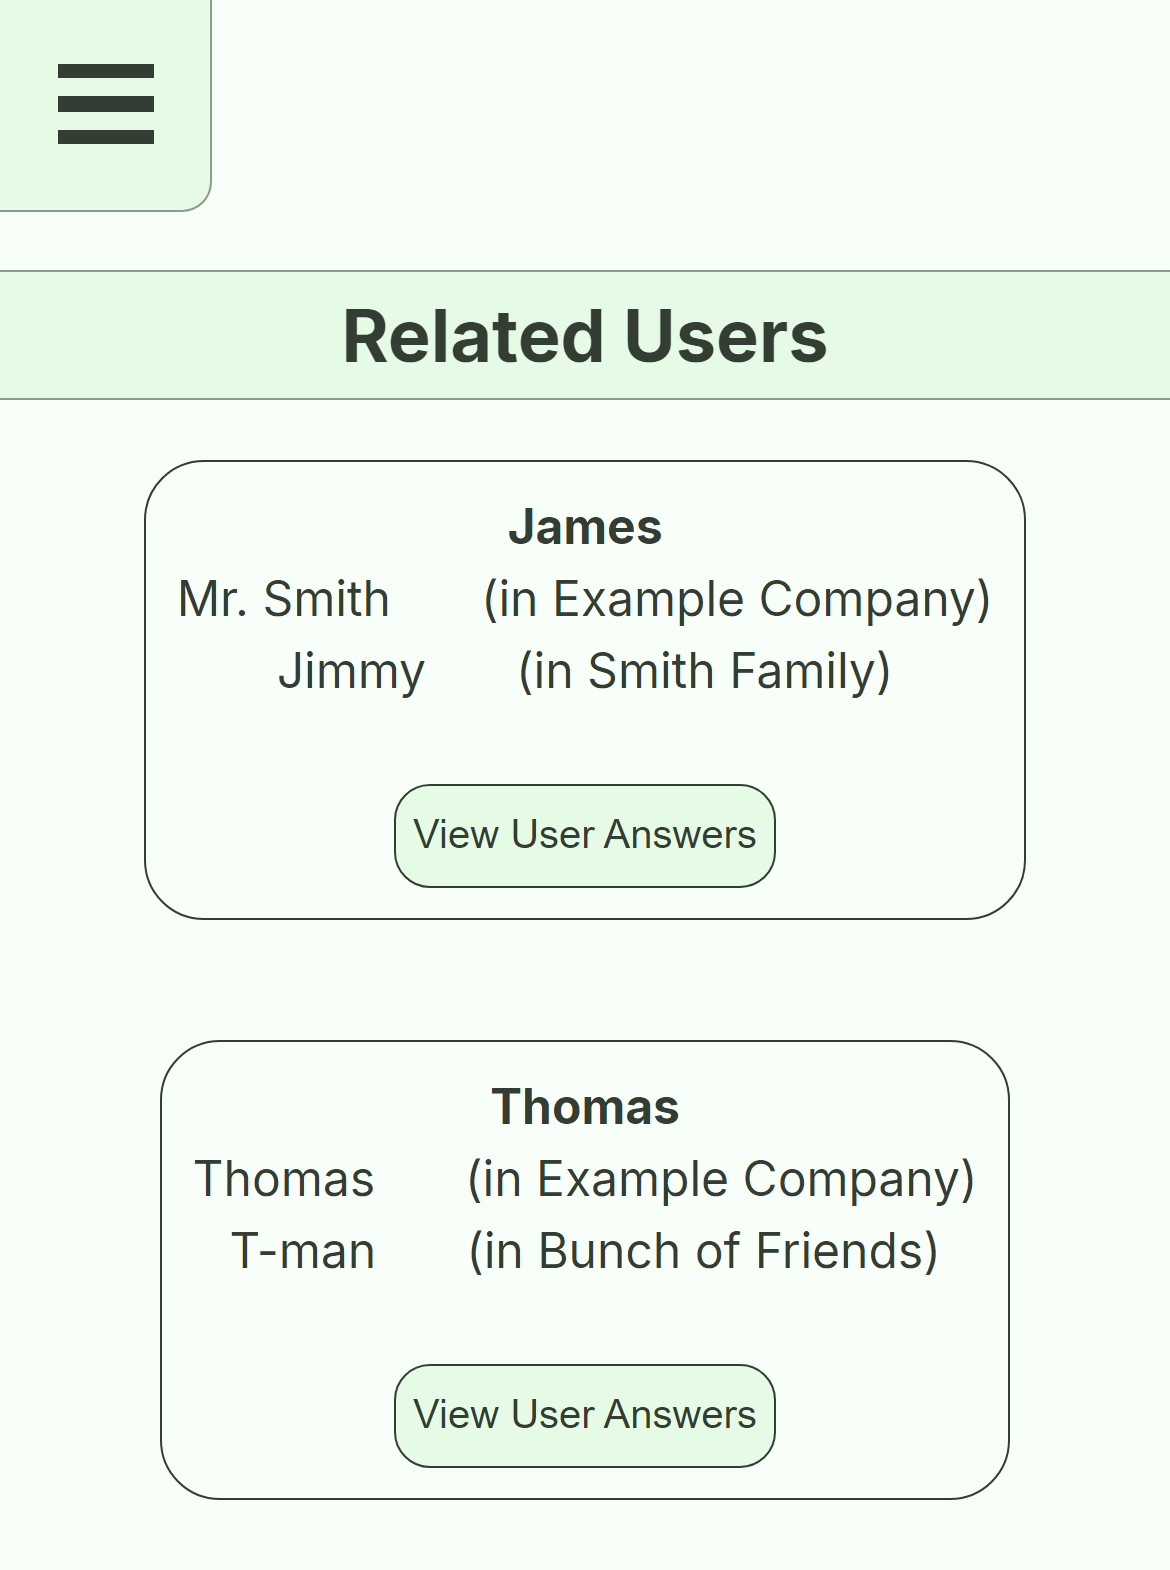 Related Users
James
Mr. Smith (in Example Company)
Jimmy (in Smith Family)
View User Answers
Thomas
Thomas (in Example Company)
T-man (in Bunch of Friends)
View User Answers